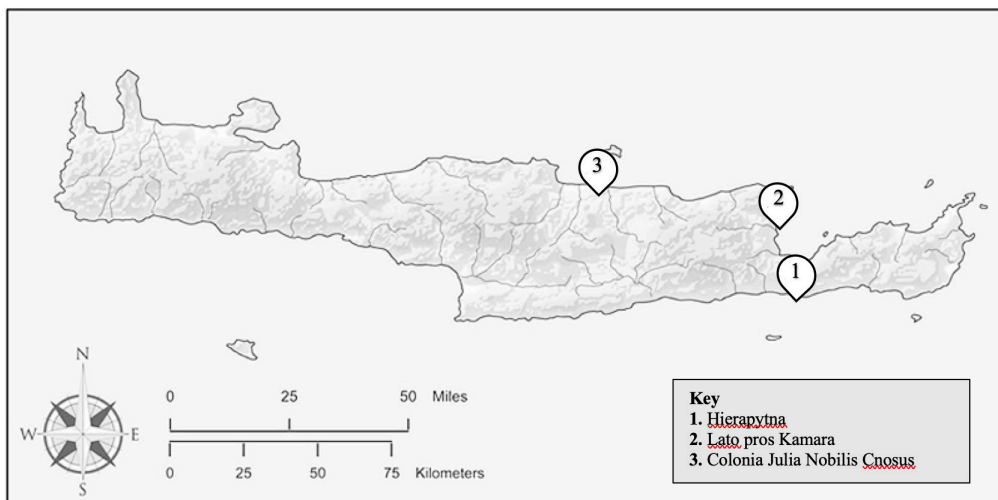 3
2
1
N
W
E
S
0 25 50 Miles
0 25 50 75 Kilometers
Key
1. Hierapytna
2. Lato pros Kamara
3. Colonia Julia Nobilis Cnosus